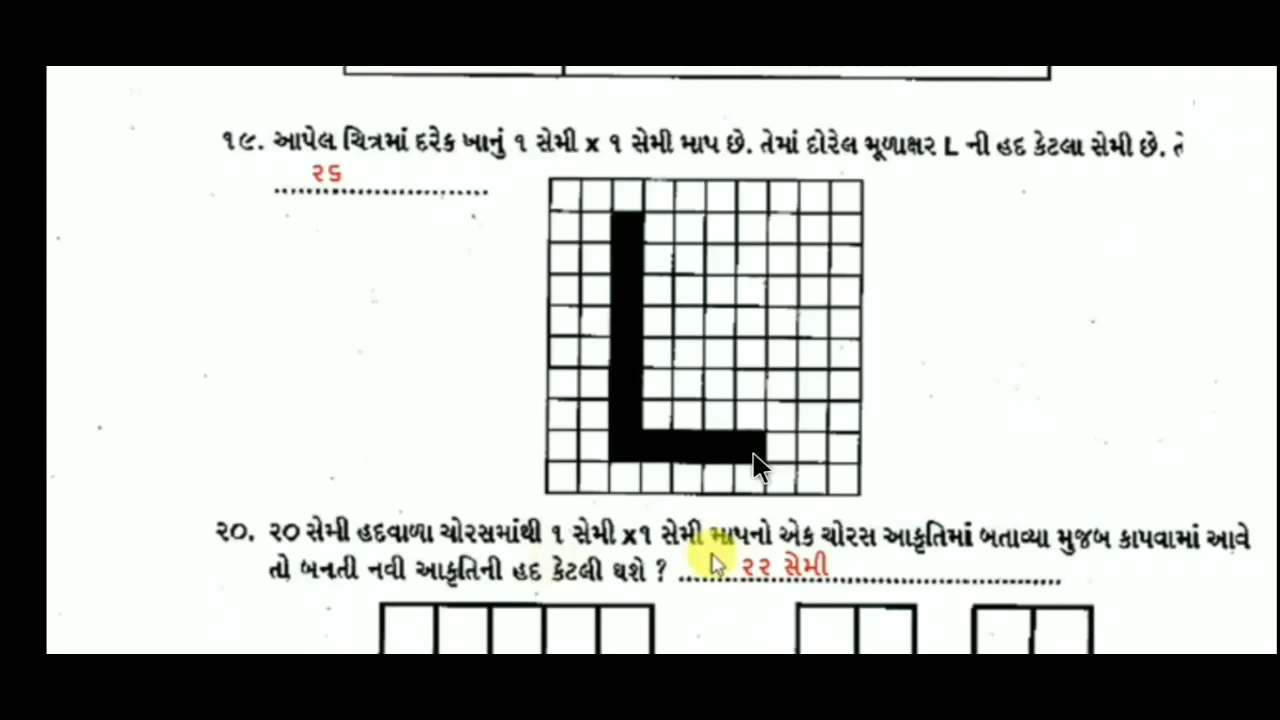 ૧૯. આપેલ ચિત્રમાં દરેક ખાનું ૧ સેમી x ૧ સેમી માપ છે. તેમાં દોરેલ મૂળાક્ષર L ની હદ કેટલા સેમી છે. તે
૨૬
૨૦. ૨૦ સેમી હદવાળા ચોરસમાંથી ૧ સેમી x૧ સેમી માપનો એક ચોરસ આકૃતિમાં બતાવ્યા મુજબ કાપવામાં આવે
તો બનતી નવી આકૃતિની હદ કેટલી થશે ? ૨૨ સેમી